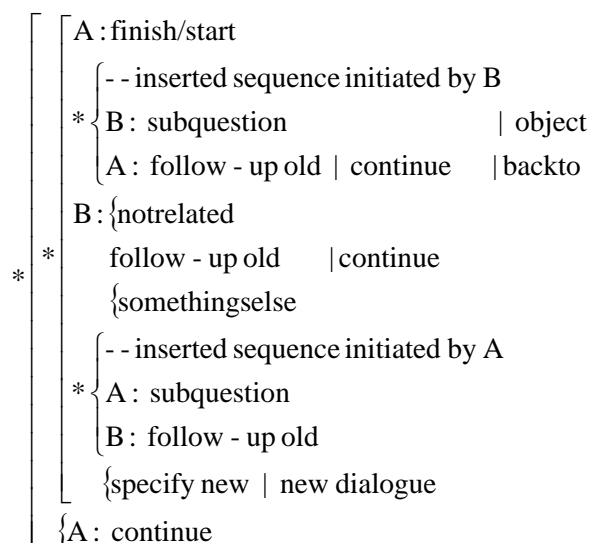 A : finish/start
- - inserted sequence initiated by B
* { B : subquestion | object
A : follow - up old | continue | backto
B : {notrelated
* follow - up old | continue
*
{somethingselse
- - inserted sequence initiated by A
* { A : subquestion
B : follow - up old
{specify new | new dialogue
{A : continue